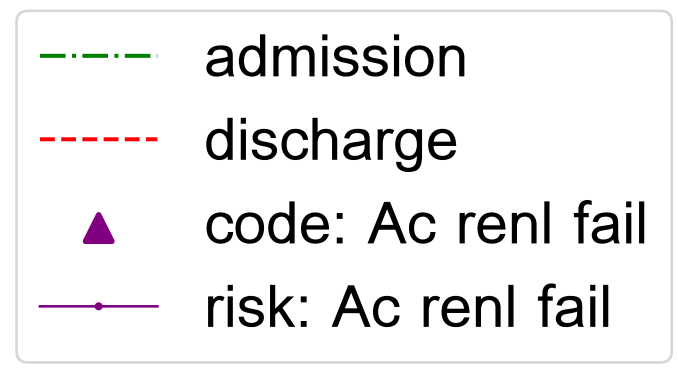 admission
discharge
code: Ac renl fail
risk: Ac renl fail